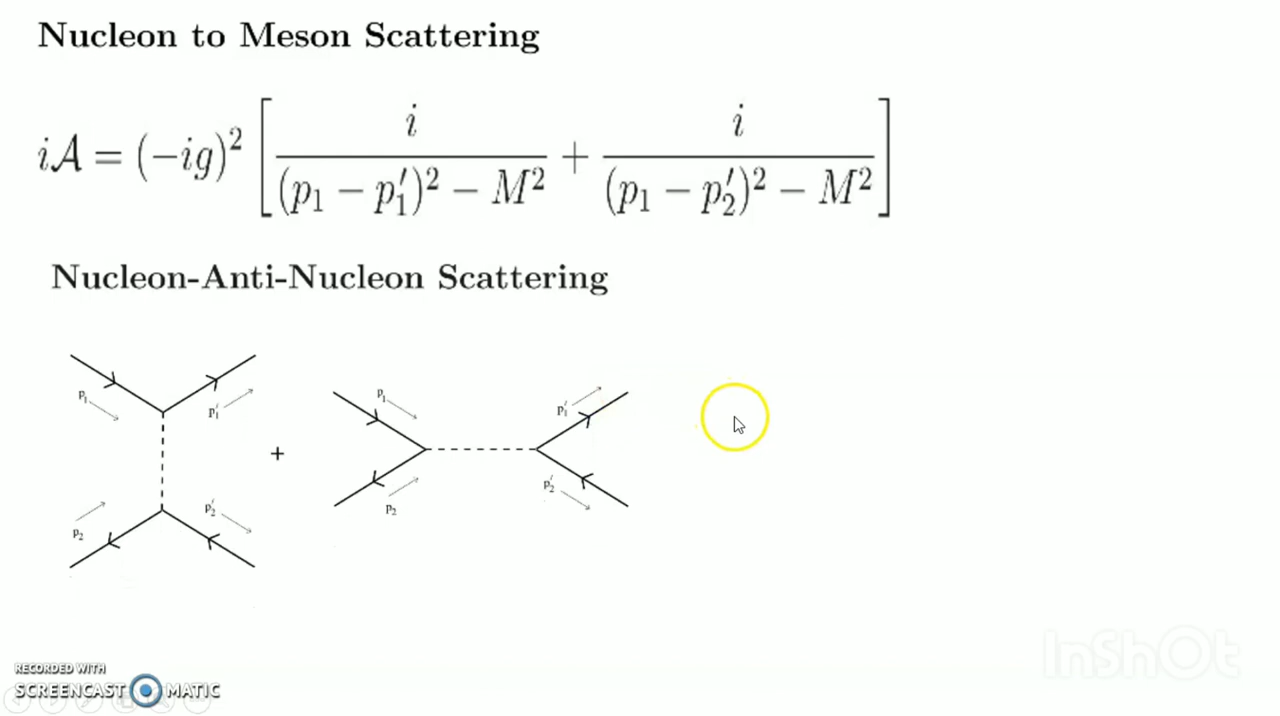 Nucleon to Meson Scattering
i𝒜 = (−ig)² [ i / ((p₁ − p₁′)² − M²) + i / ((p₁ − p₂′)² − M²) ]
Nucleon-Anti-Nucleon Scattering
p₁ p₁′ + p₁ p₁′
p₂ p₂′ p₂ p₂′
InShOt
RECORDED WITH
SCREENCAST MATIC